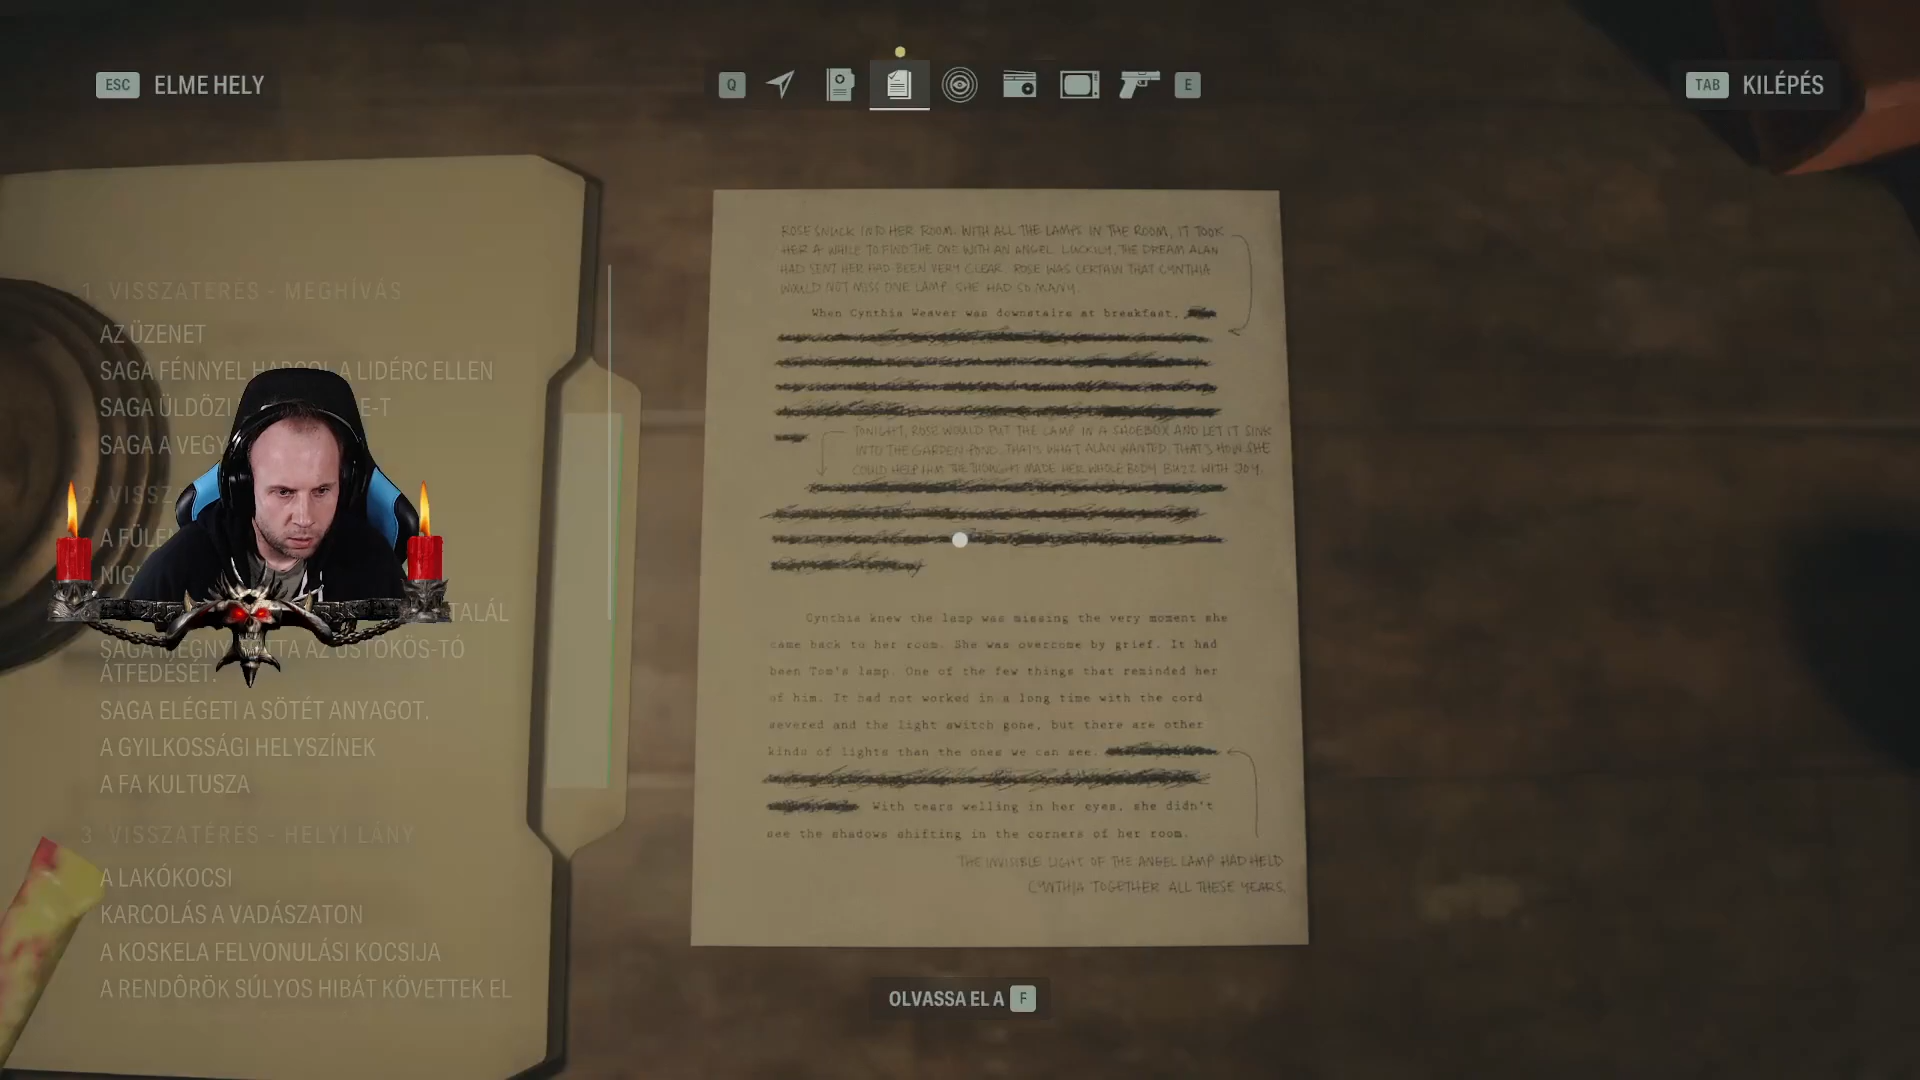 ESC ELME HELY
Q
E
TAB KILÉPÉS
1. VISSZATÉRÉS - MEGHÍVÁS
AZ ÜZENET
SAGA FÉNNYEL HARCOL A LIDÉRC ELLEN
SAGA ÜLDÖZI E-T
SAGA A VEGY
2. VISSZ
A FÜLEM
NIG
TALÁL
SAGA MEGNYITOTTA AZ ÜSTÖKÖS-TÓ
ÁTFEDÉSÉT.
SAGA ELÉGETI A SÖTÉT ANYAGOT.
A GYILKOSSÁGI HELYSZÍNEK
A FA KULTUSZA
3. VISSZATÉRÉS - HELYI LÁNY
A LAKÓKOCSI
KARCOLÁS A VADÁSZATON
A KOSKELA FELVONULÁSI KOCSIJA
A RENDÔRÖK SÚLYOS HIBÁT KÖVETTEK EL
ROSE SNUCK INTO HER ROOM. WITH ALL THE LAMPS IN THE ROOM, IT TOOK
HER A WHILE TO FIND THE ONE WITH AN ANGEL. LUCKILY, THE DREAM ALAN
HAD SENT HER HAD BEEN VERY CLEAR. ROSE WAS CERTAIN THAT CYNTHIA
WOULD NOT MISS ONE LAMP. SHE HAD SO MANY.
When Cynthia Weaver was downstairs at breakfast,
TONIGHT, ROSE WOULD PUT THE LAMP IN A SHOEBOX AND LET IT SINK
INTO THE GARDEN POND. THAT'S WHAT ALAN WANTED. THAT'S HOW SHE
COULD HELP HIM. THE THOUGHT MADE HER WHOLE BODY BUZZ WITH JOY.
Cynthia knew the lamp was missing the very moment she
came back to her room. She was overcome by grief. It had
been Tom's lamp. One of the few things that reminded her
of him. It had not worked in a long time with the cord
severed and the light switch gone, but there are other
kinds of lights than the ones we can see.
With tears welling in her eyes, she didn't
see the shadows shifting in the corners of her room.
THE INVISIBLE LIGHT OF THE ANGEL LAMP HAD HELD
CYNTHIA TOGETHER ALL THESE YEARS.
OLVASSA EL A F